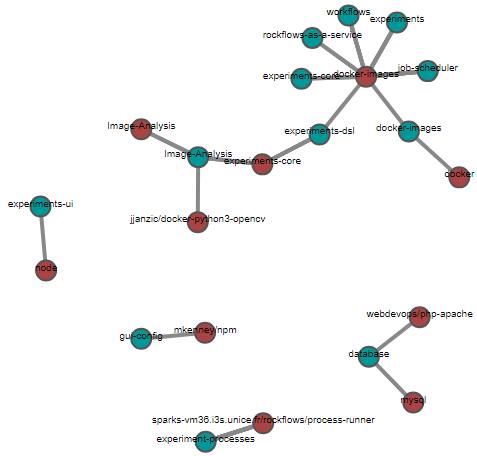 workflows
experiments
rockflows-as-a-service
job-scheduler
experiments-core
docker-images
Image-Analysis
experiments-dsl
docker-images
Image-Analysis
experiments-core
docker
experiments-ui
jjanzic/docker-python3-opencv
node
webdevops/php-apache
mkenney/npm
gui-config
database
mysql
sparks-vm36.i3s.unice.fr/rockflows/process-runner
experiment-processes